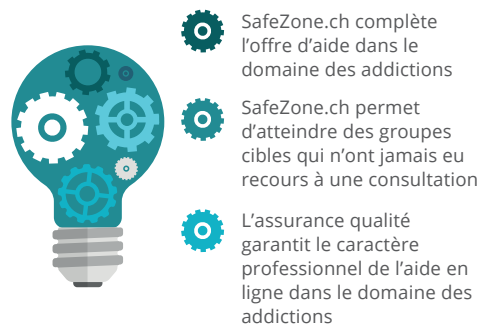 SafeZone.ch complète
l'offre d'aide dans le
domaine des addictions
SafeZone.ch permet
d'atteindre des groupes
cibles qui n'ont jamais eu
recours à une consultation
L'assurance qualité
garantit le caractère
professionnel de l'aide en
ligne dans le domaine des
addictions